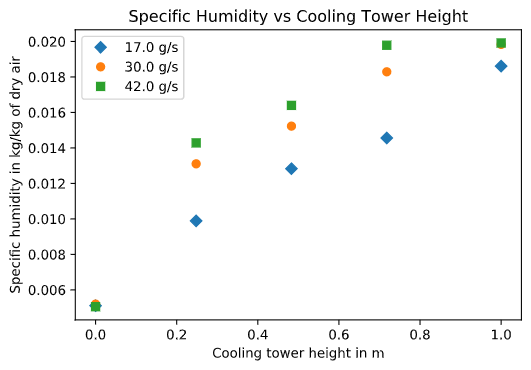 Specific Humidity vs Cooling Tower Height
17.0 g/s
30.0 g/s
42.0 g/s
Specific humidity in kg/kg of dry air
0.020
0.018
0.016
0.014
0.012
0.010
0.008
0.006
0.0 0.2 0.4 0.6 0.8 1.0
Cooling tower height in m